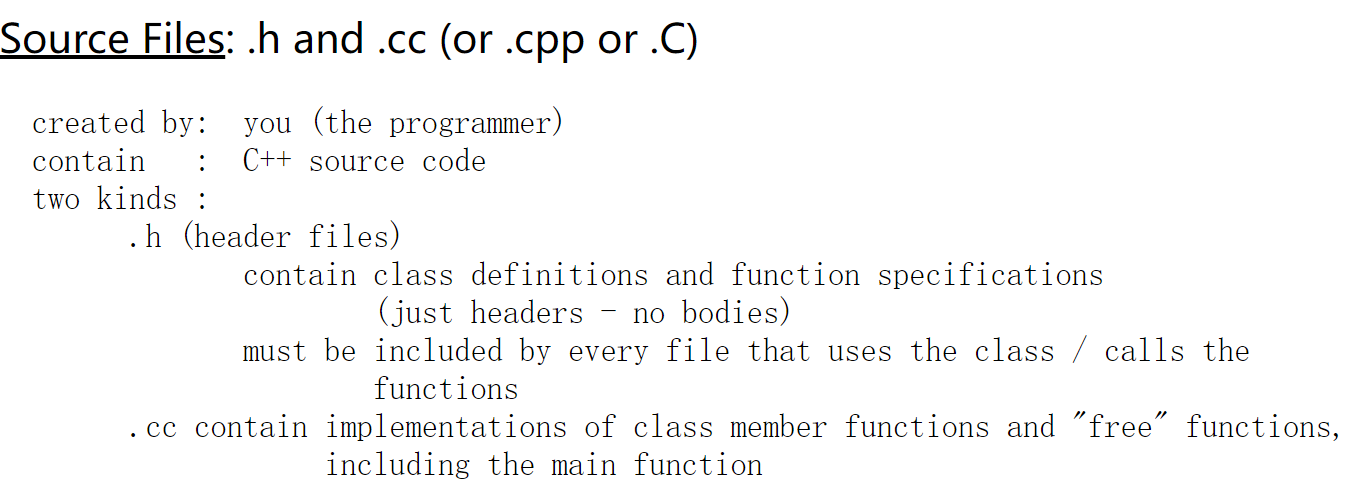 Source Files: .h and .cc (or .cpp or .C)
created by: you (the programmer)
contain : C++ source code
two kinds :
.h (header files)
contain class definitions and function specifications
(just headers - no bodies)
must be included by every file that uses the class / calls the
functions
.cc contain implementations of class member functions and "free" functions,
including the main function